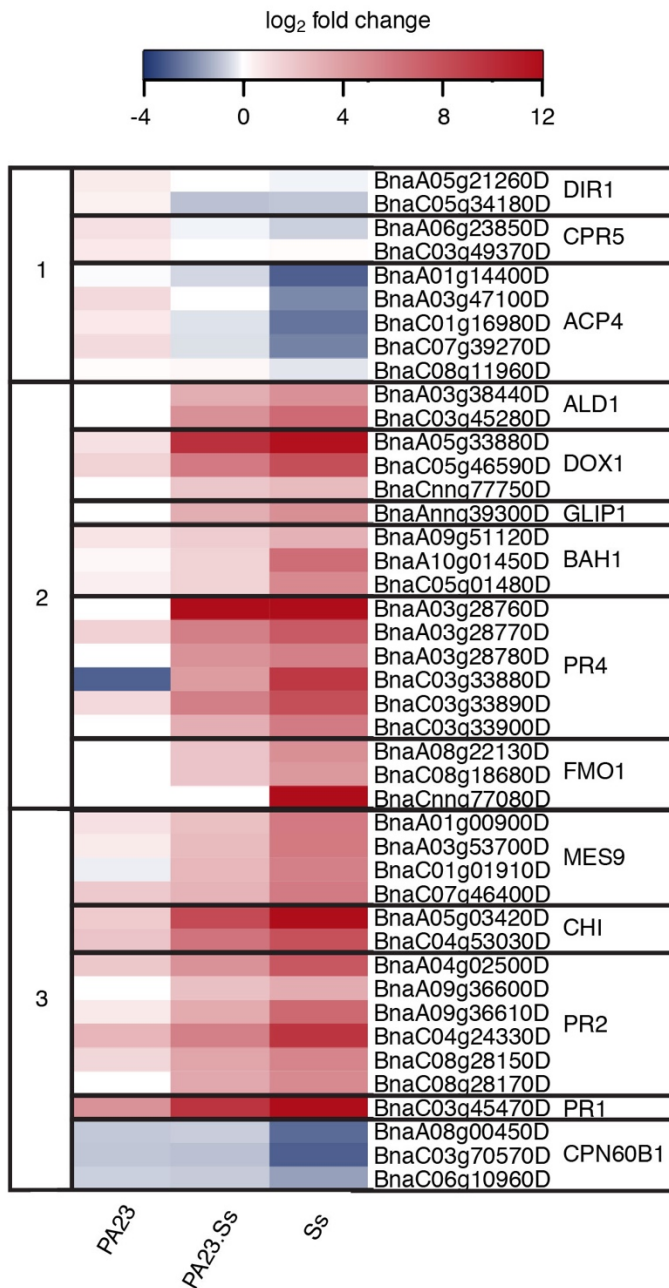 log₂ fold change
-4 0 4 8 12
1
BnaA05g21260D
BnaC05g34180D
DIR1
BnaA06g23850D
BnaC03g49370D
CPR5
BnaA01g14400D
BnaA03g47100D
BnaC01g16980D
BnaC07g39270D
BnaC08g11960D
ACP4
2
BnaA03g38440D
BnaC03g45280D
ALD1
BnaA05g33880D
BnaC05g46590D
BnaCnng77750D
DOX1
BnaAnng39300D
GLIP1
BnaA09g51120D
BnaA10g01450D
BnaC05g01480D
BAH1
BnaA03g28760D
BnaA03g28770D
BnaA03g28780D
BnaC03g33880D
BnaC03g33890D
BnaC03g33900D
PR4
BnaA08g22130D
BnaC08g18680D
BnaCnng77080D
FMO1
3
BnaA01g00900D
BnaA03g53700D
BnaC01g01910D
BnaC07g46400D
MES9
BnaA05g03420D
BnaC04g53030D
CHI
BnaA04g02500D
BnaA09g36600D
BnaA09g36610D
BnaC04g24330D
BnaC08g28150D
BnaC08g28170D
PR2
BnaC03g45470D
PR1
BnaA08g00450D
BnaC03g70570D
BnaC06g10960D
CPN60B1
PA23
PA23.Ss
Ss